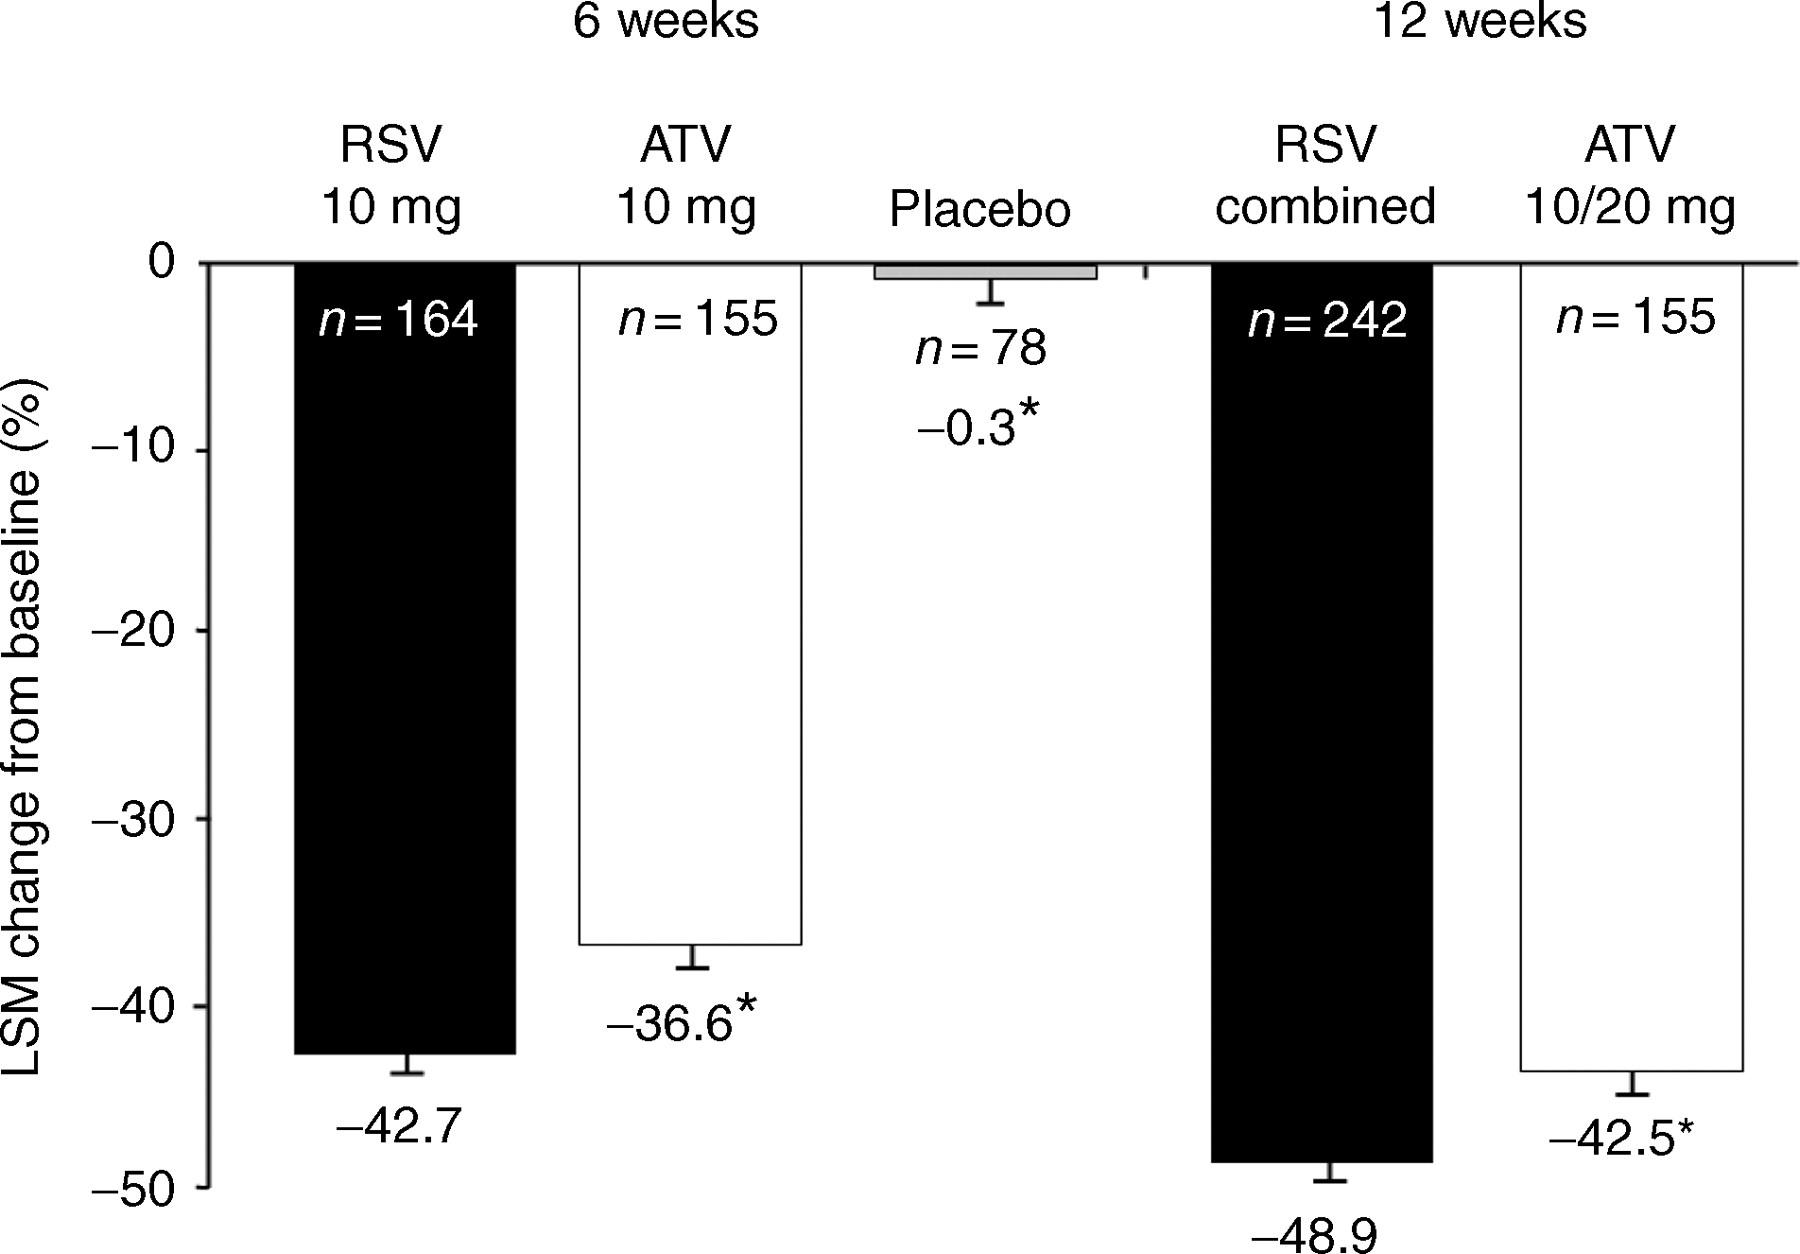 6 weeks
12 weeks
RSV
10 mg
ATV
10 mg
Placebo
RSV
combined
ATV
10/20 mg
LSM change from baseline (%)
0
−10
−20
−30
−40
−50
n = 164
n = 155
n = 78
−0.3*
n = 242
n = 155
−42.7
−36.6*
−48.9
−42.5*